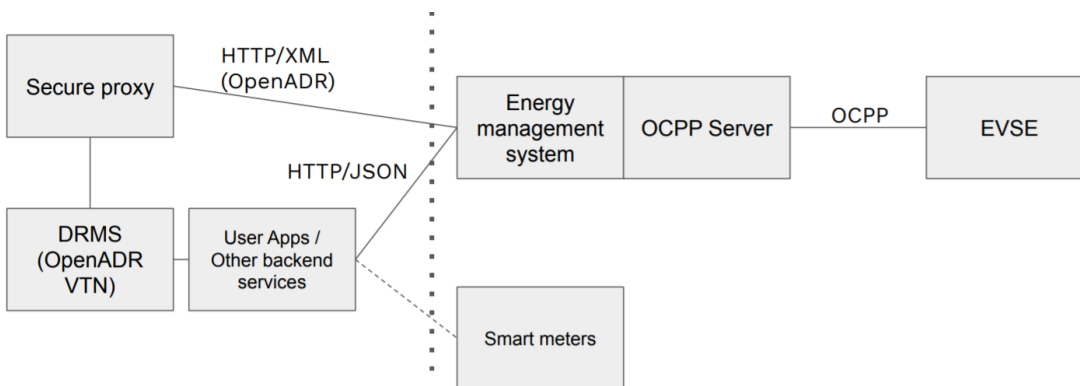 Secure proxy
HTTP/XML
(OpenADR)
Energy
management
system
OCPP Server
OCPP
EVSE
HTTP/JSON
DRMS
(OpenADR
VTN)
User Apps /
Other backend
services
Smart meters